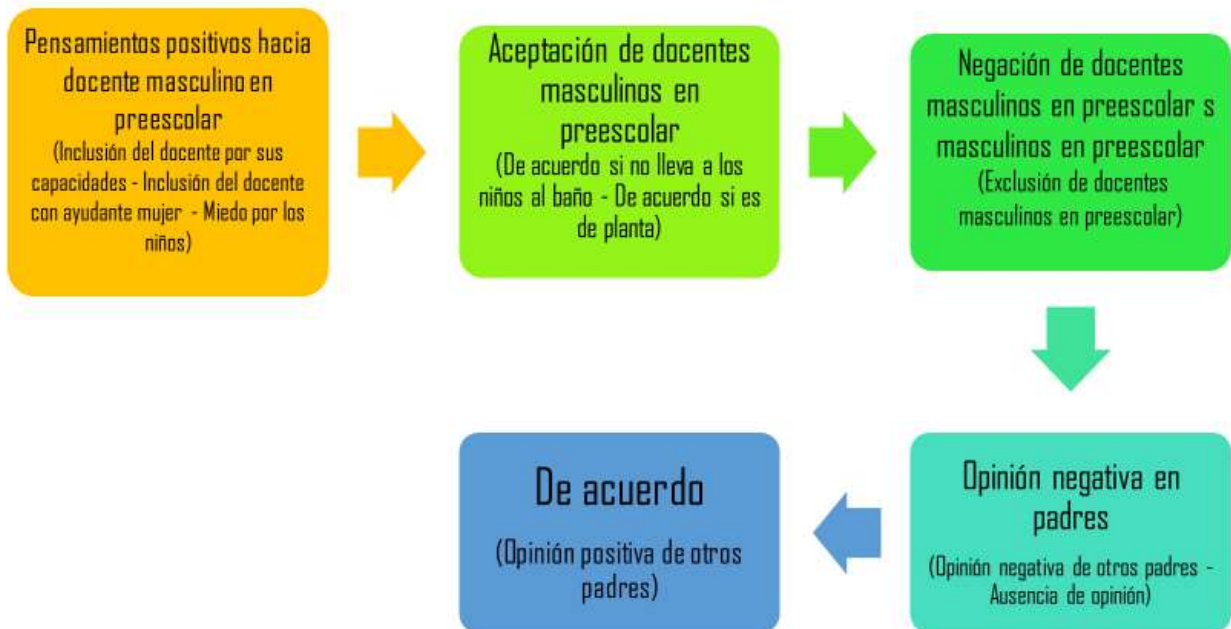 Pensamientos positivos hacia
docente masculino en
preescolar
(Inclusión del docente por sus
capacidades - Inclusión del docente
con ayudante mujer - Miedo por los
niños)
Aceptación de docentes
masculinos en
preescolar
(De acuerdo si no lleva a los
niños al baño - De acuerdo si es
de planta)
Negación de docentes
masculinos en preescolar s
masculinos en preescolar
(Exclusión de docentes
masculinos en preescolar)
Opinión negativa en
padres
(Opinión negativa de otros padres -
Ausencia de opinión)
De acuerdo
(Opinión positiva de otros
padres)